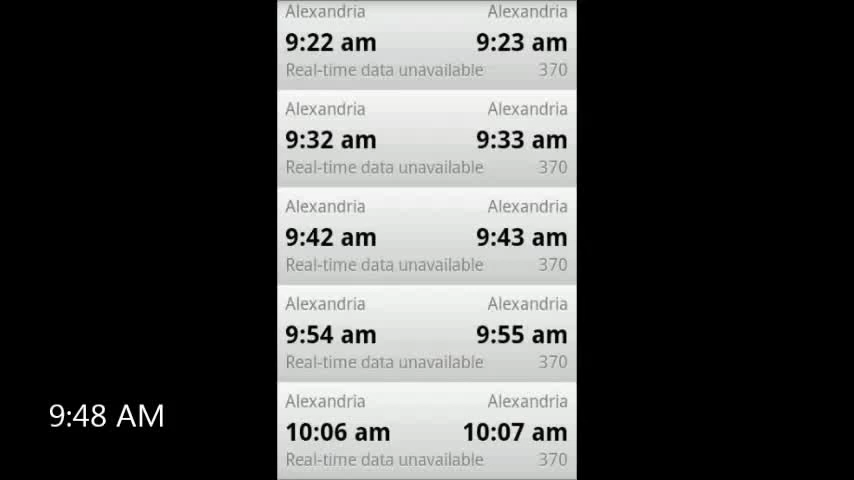 Alexandria Alexandria
9:22 am 9:23 am
Real-time data unavailable 370
Alexandria Alexandria
9:32 am 9:33 am
Real-time data unavailable 370
Alexandria Alexandria
9:42 am 9:43 am
Real-time data unavailable 370
Alexandria Alexandria
9:54 am 9:55 am
Real-time data unavailable 370
Alexandria Alexandria
10:06 am 10:07 am
Real-time data unavailable 370
9:48 AM